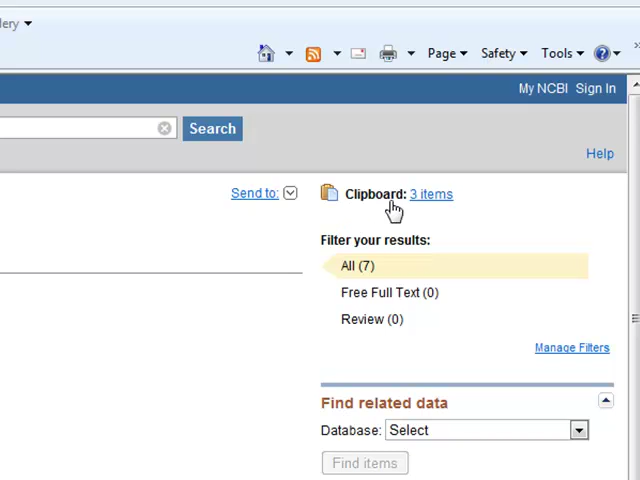 lery
Page Safety Tools
My NCBI Sign In
Search
Help
Send to: Clipboard: 3 items
Filter your results:
All (7)
Free Full Text (0)
Review (0)
Manage Filters
Find related data
Database: Select
Find items